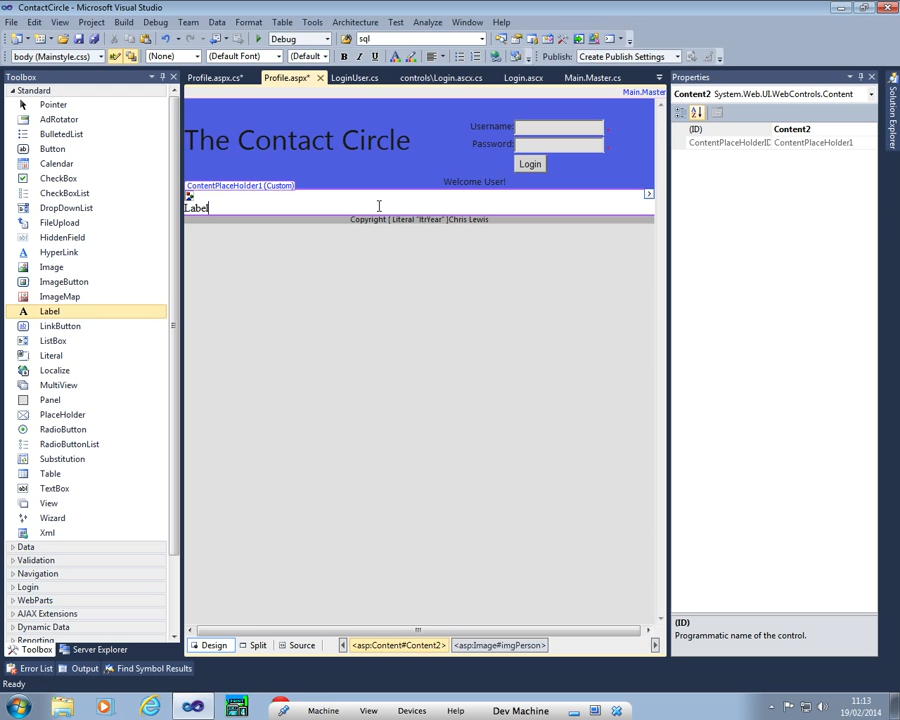 ContactCircle - Microsoft Visual Studio
File Edit View Project Build Debug Team Data Format Table Tools Architecture Test Analyze Window Help
Debug sql
body (Mainstyle.css) (None) (Default Font) (Default Publish: Create Publish Settings
Toolbox
Standard
Pointer
AdRotator
BulletedList
Button
Calendar
CheckBox
CheckBoxList
DropDownList
FileUpload
HiddenField
HyperLink
Image
ImageButton
ImageMap
Label
LinkButton
ListBox
Literal
Localize
MultiView
Panel
PlaceHolder
RadioButton
RadioButtonList
Substitution
Table
TextBox
View
Wizard
Xml
Data
Validation
Navigation
Login
WebParts
AJAX Extensions
Dynamic Data
Reporting
Toolbox Server Explorer
Profile.aspx.cs* Profile.aspx* LoginUser.cs controls\Login.ascx.cs Login.ascx Main.Master.cs
Main.Master
The Contact Circle
Username:
Password:
Login
Welcome User!
ContentPlaceHolder1 (Custom)
Label
Copyright [ Literal "ltrYear" ]Chris Lewis
Design Split Source <asp:Content#Content2> <asp:Image#imgPerson>
Properties
Content2 System.Web.UI.WebControls.Content
(ID) Content2
ContentPlaceHolderID ContentPlaceHolder1
(ID)
Programmatic name of the control.
Solution Explorer
Error List Output Find Symbol Results
Ready
Machine View Devices Help Dev Machine
11:13
19/02/2014